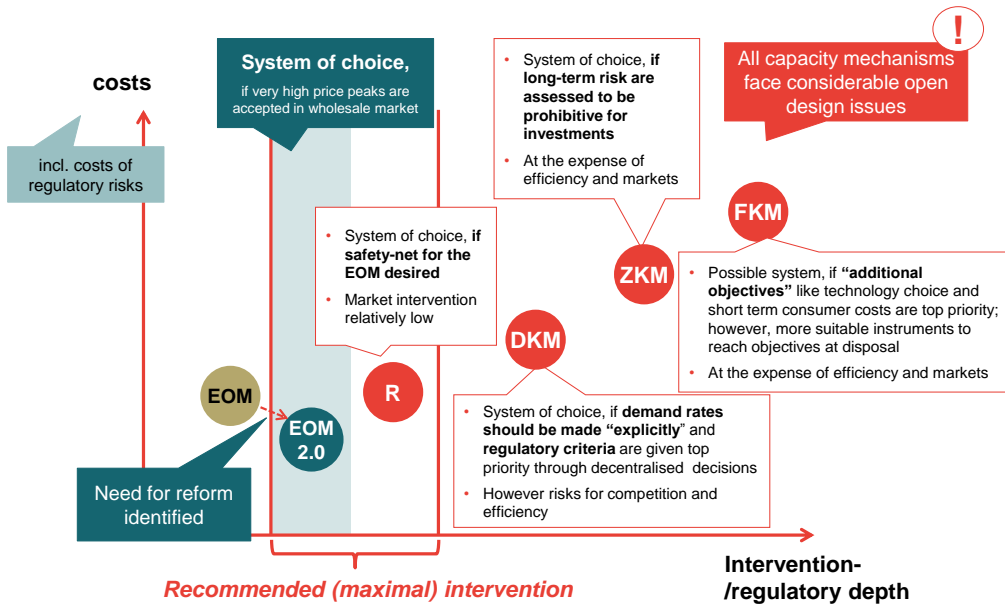 costs
incl. costs of
regulatory risks
System of choice,
if very high price peaks are
accepted in wholesale market
• System of choice, if
long-term risk are
assessed to be
prohibitive for
investments
• At the expense of
efficiency and markets
!
All capacity mechanisms
face considerable open
design issues
• System of choice, if
safety-net for the
EOM desired
• Market intervention
relatively low
FKM
ZKM
• Possible system, if “additional
objectives” like technology choice and
short term consumer costs are top priority;
however, more suitable instruments to
reach objectives at disposal
• At the expense of efficiency and markets
DKM
EOM
R
EOM
2.0
• System of choice, if demand rates
should be made “explicitly” and
regulatory criteria are given top
priority through decentralised decisions
• However risks for competition and
efficiency
Need for reform
identified
Recommended (maximal) intervention
Intervention-
/regulatory depth